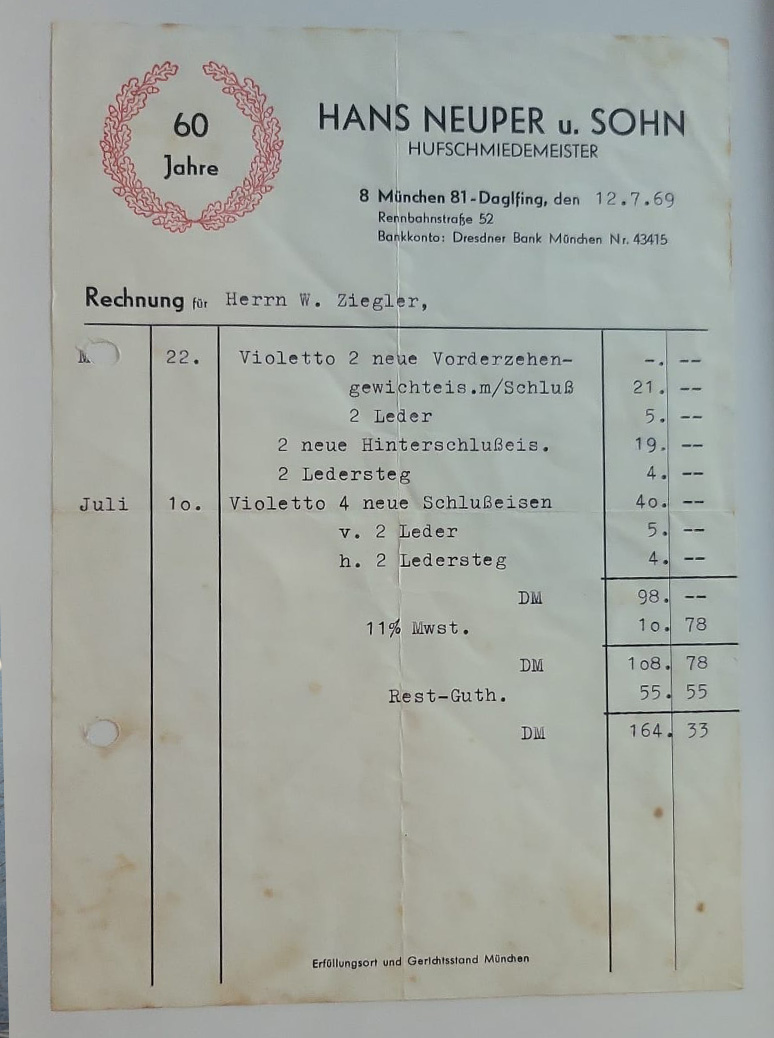 60
Jahre
HANS NEUPER u. SOHN
HUFSCHMIEDEMEISTER
8 München 81-Daglfing, den 12.7.69
Rennbahnstraße 52
Bankkonto: Dresdner Bank München Nr. 43415
Rechnung für Herrn W. Ziegler,
22. Violetto 2 neue Vorderzehen- -. --
gewichteis.m/Schluß 21. --
2 Leder 5. --
2 neue Hinterschlußeis. 19. --
2 Ledersteg 4. --
Juli 1o. Violetto 4 neue Schlußeisen 4o. --
v. 2 Leder 5. --
h. 2 Ledersteg 4. --
DM 98. --
11% Mwst. 1o. 78
DM 1o8. 78
Rest-Guth. 55. 55
DM 164. 33
Erfüllungsort und Gerichtsstand München